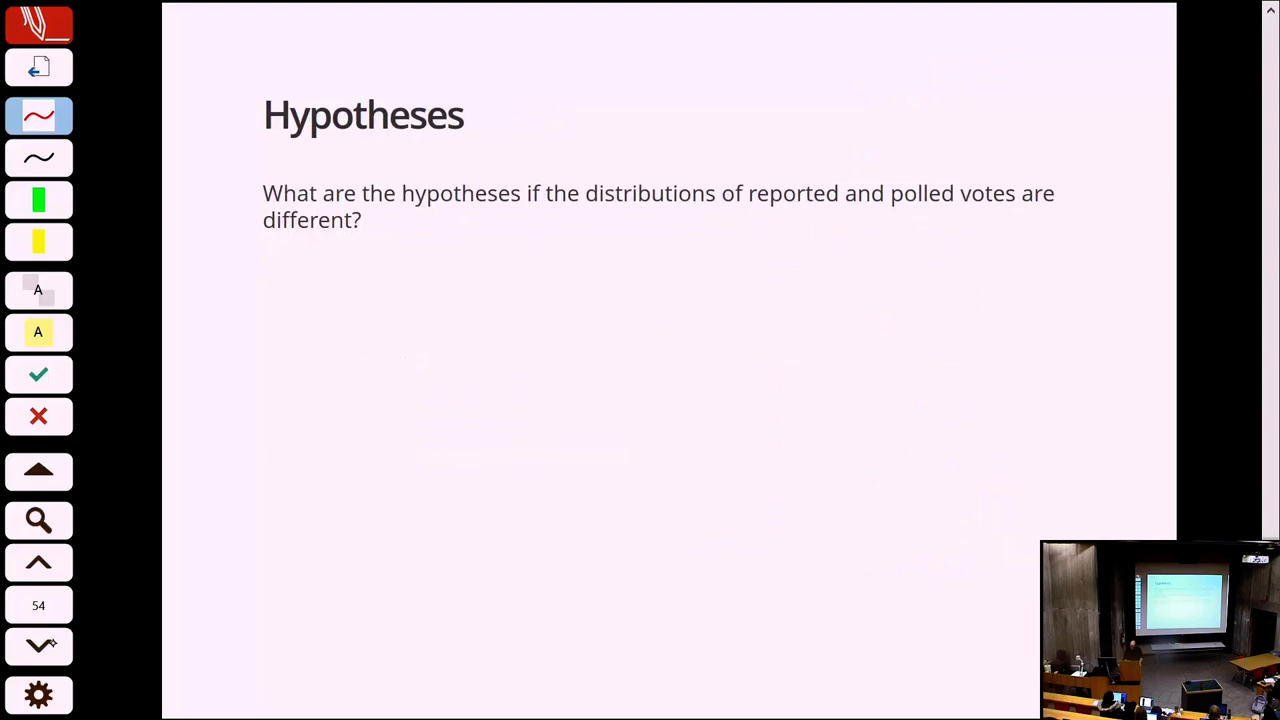 Hypotheses
What are the hypotheses if the distributions of reported and polled votes are
different?
A
A
54